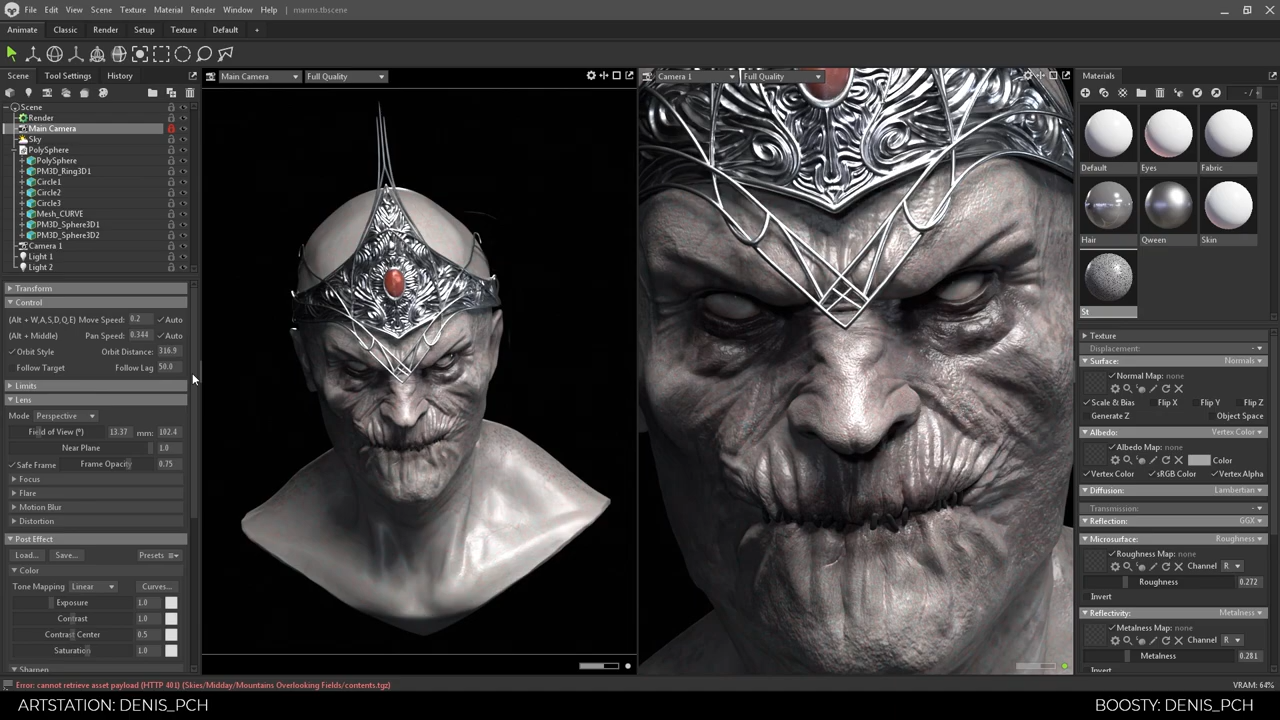 File Edit View Scene Texture Material Render Window Help marms.tbscene
Animate Classic Render Setup Texture Default +
Scene Tool Settings History
Main Camera Full Quality
Camera 1 Full Quality
Materials
Scene
Render
Main Camera
Sky
PolySphere
PolySphere
PM3D_Ring3D1
Circle1
Circle2
Circle3
Mesh_CURVE
PM3D_Sphere3D1
PM3D_Sphere3D2
Camera 1
Light 1
Light 2
Transform
Control
(Alt + W,A,S,D,Q,E) Move Speed: 0.2 Auto
(Alt + Middle) Pan Speed: 0.344 Auto
Orbit Style Orbit Distance: 316.9
Follow Target Follow Lag 50.0
Limits
Lens
Mode Perspective
Field of View (°) 13.37 mm: 102.4
Near Plane 1.0
Safe Frame Frame Opacity 0.75
Focus
Flare
Motion Blur
Distortion
Post Effect
Load... Save... Presets
Color
Tone Mapping Linear Curves...
Exposure 1.0
Contrast 1.0
Contrast Center 0.5
Saturation 1.0
Sharpen
Default Eyes Fabric
Hair Qween Skin
St
Texture
Displacement: -
Surface: Normals
Normal Map: none
Scale & Bias Flip X Flip Y Flip Z
Generate Z Object Space
Albedo: Vertex Color
Albedo Map: none
Color
Vertex Color sRGB Color Vertex Alpha
Diffusion: Lambertian
Transmission: -
Reflection: GGX
Microsurface: Roughness
Roughness Map: none
Channel R
Roughness 0.272
Invert
Reflectivity: Metalness
Metalness Map: none
Channel R
Metalness 0.281
Invert
Error: cannot retrieve asset payload (HTTP 401) (Skies/Midday/Mountains Overlooking Fields/contents.tgz)
VRAM: 64%
ARTSTATION: DENIS_PCH
BOOSTY: DENIS_PCH